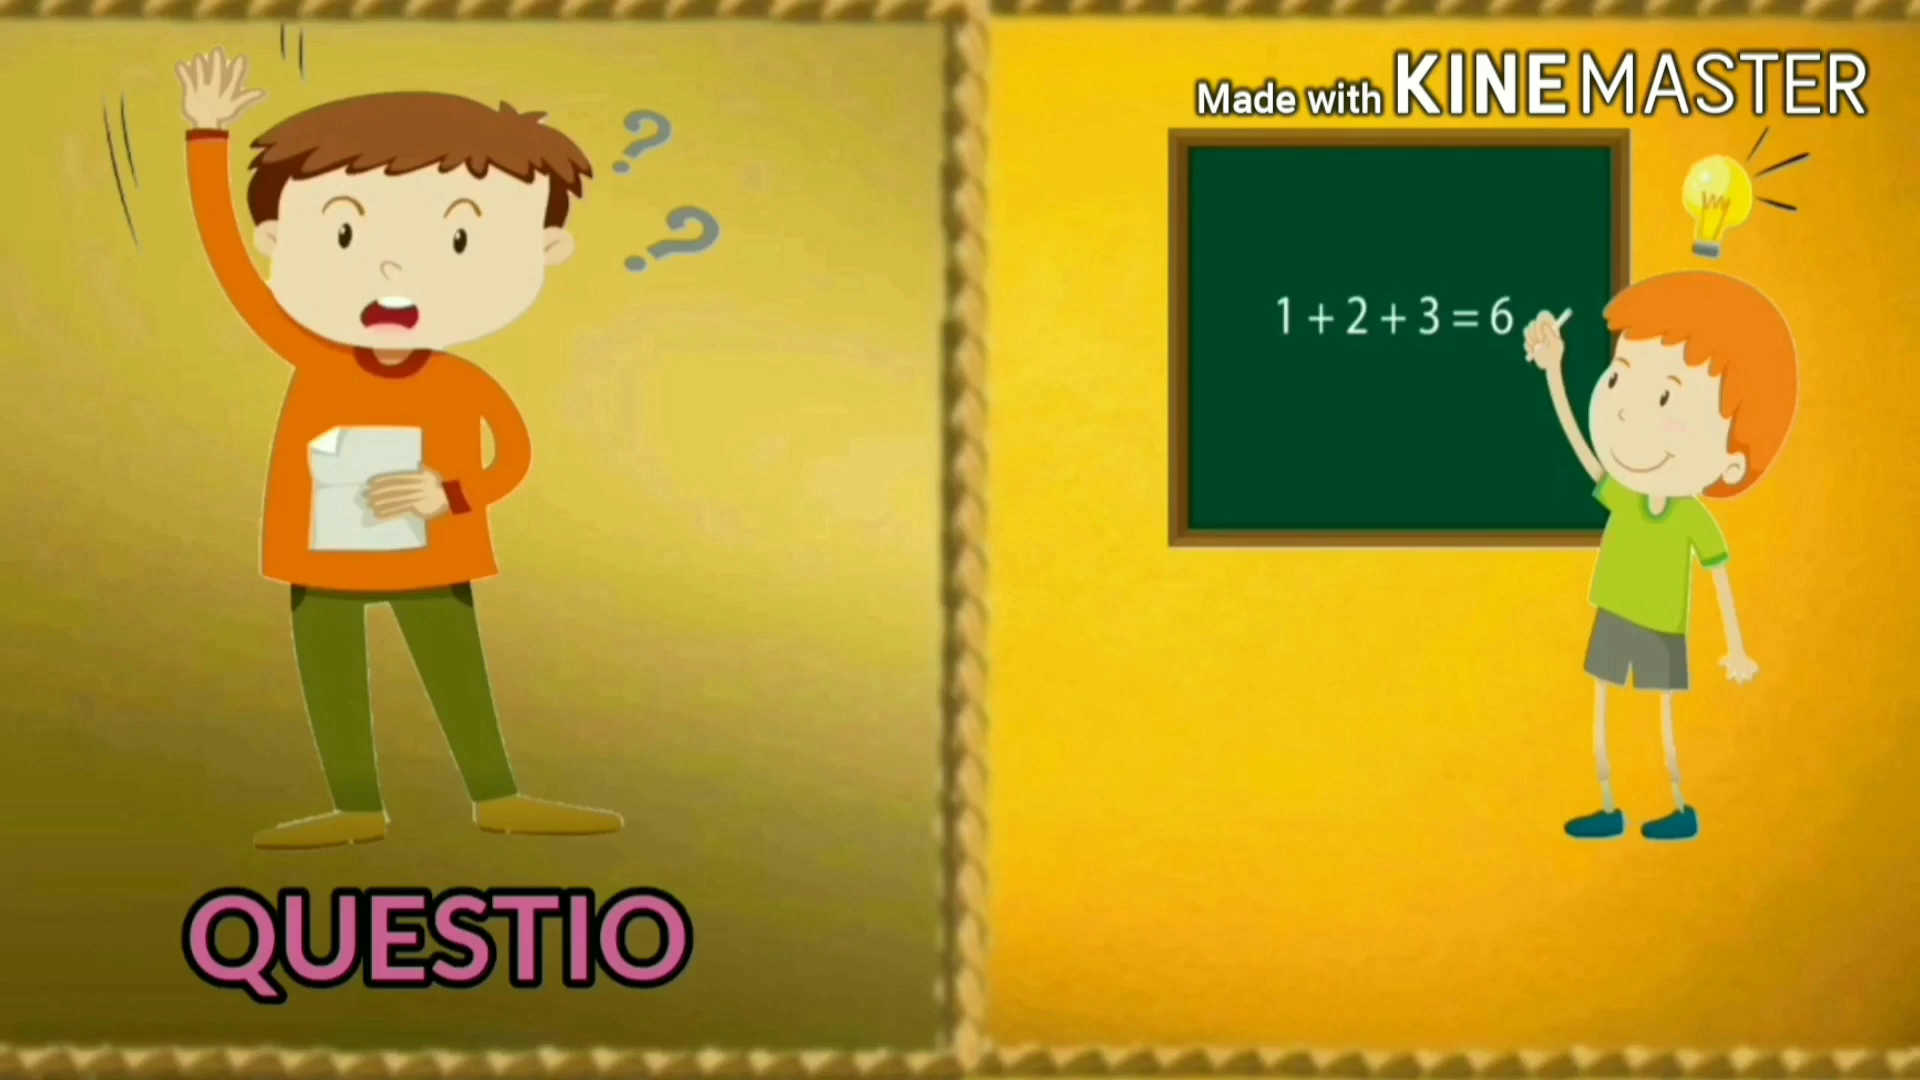 Made with KINEMASTER
1 + 2 + 3 = 6
QUESTIO